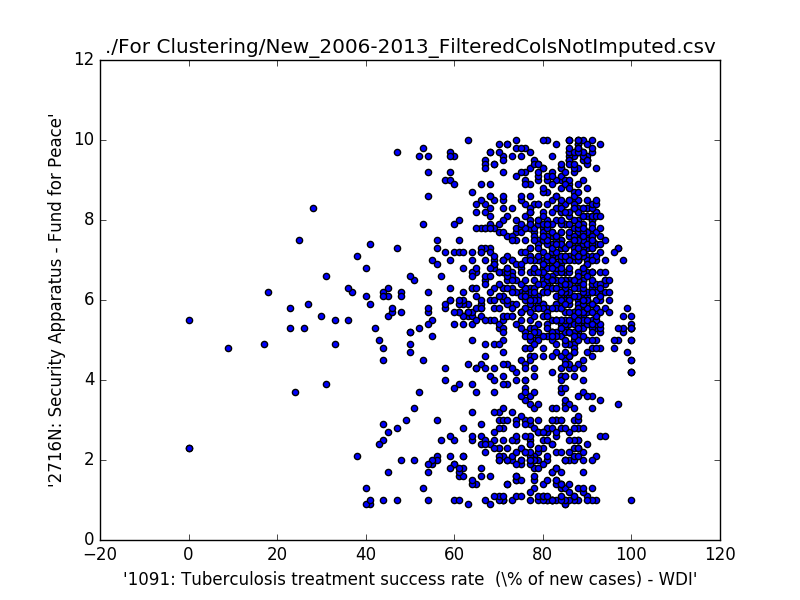 ./For Clustering/New_2006-2013_FilteredColsNotImputed.csv
12
10
8
6
4
2
0
'2716N: Security Apparatus - Fund for Peace'
−20 0 20 40 60 80 100 120
'1091: Tuberculosis treatment success rate  (\% of new cases) - WDI'